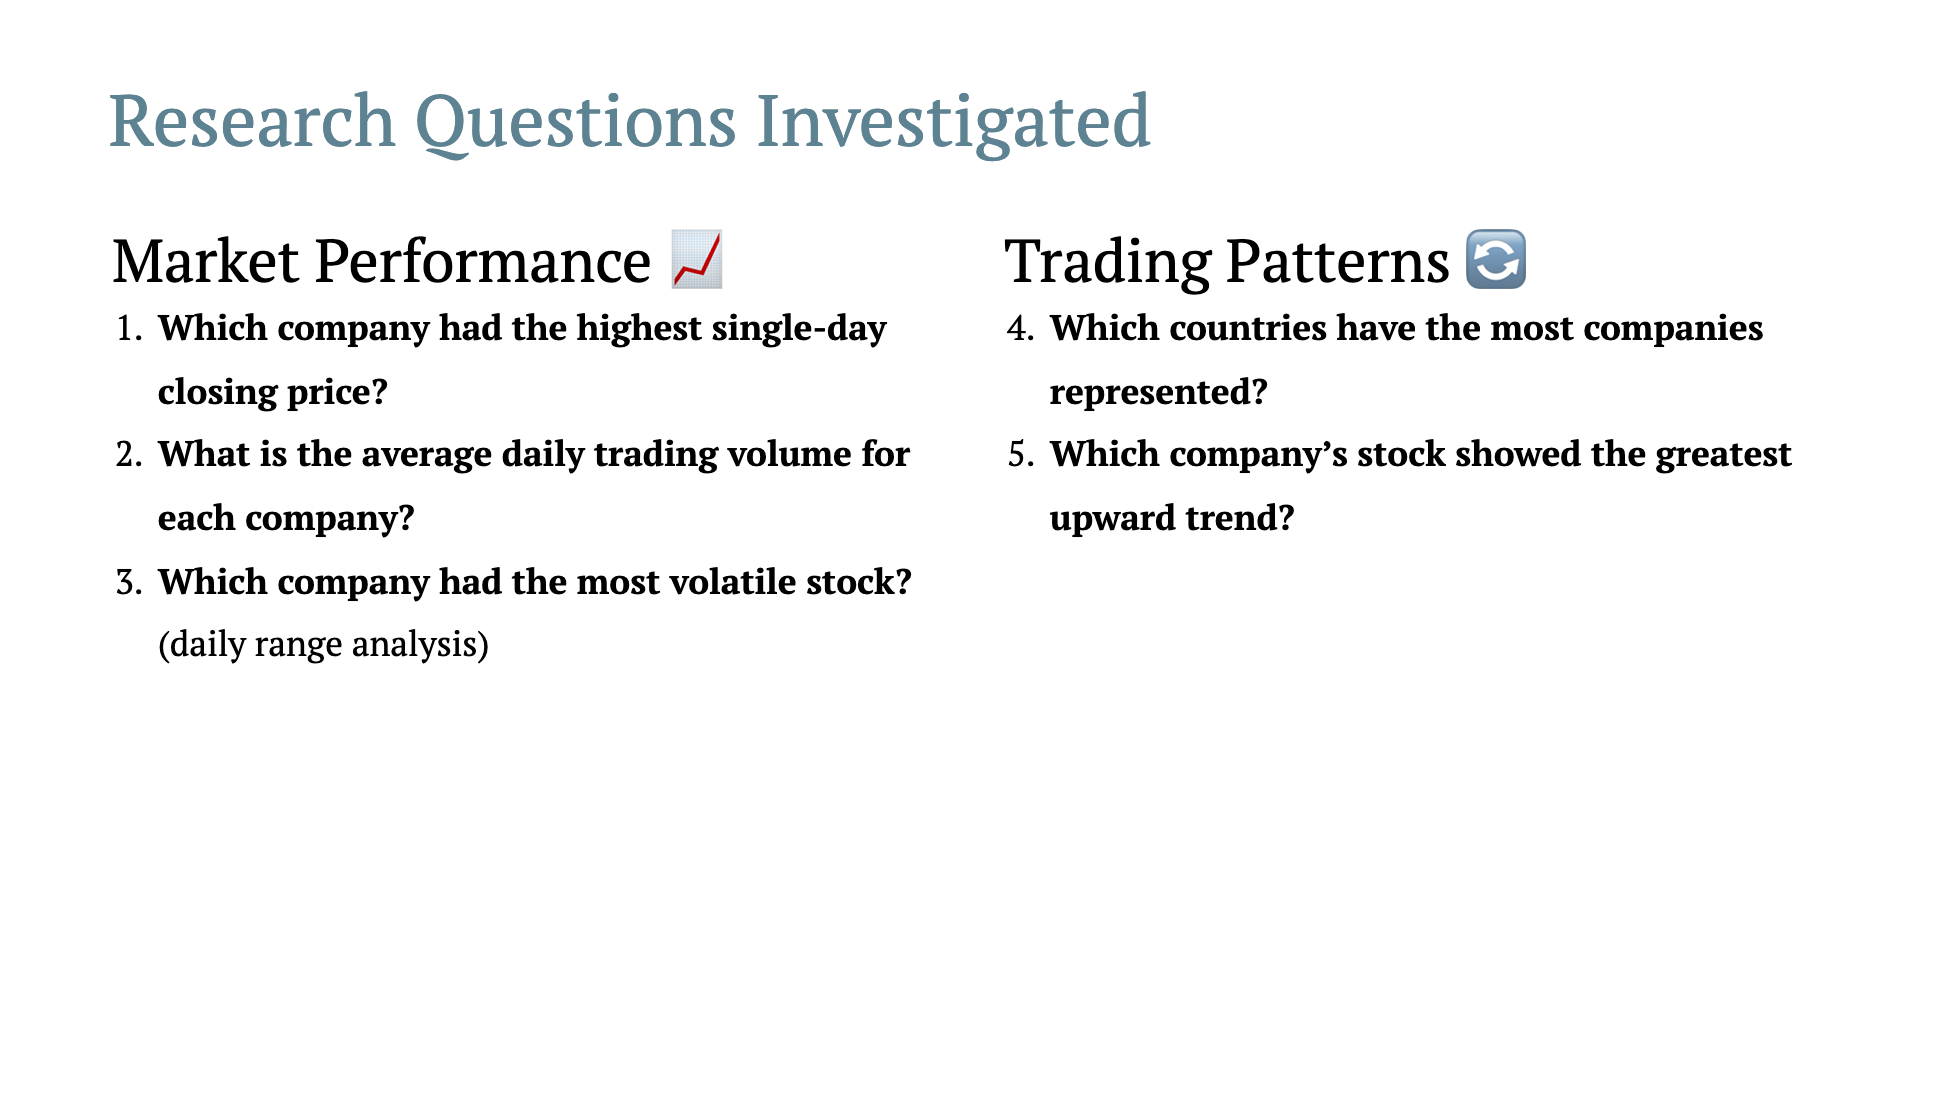 Research Questions Investigated
Market Performance 📈
1. Which company had the highest single-day
closing price?
2. What is the average daily trading volume for
each company?
3. Which company had the most volatile stock?
(daily range analysis)
Trading Patterns 🔄
4. Which countries have the most companies
represented?
5. Which company’s stock showed the greatest
upward trend?